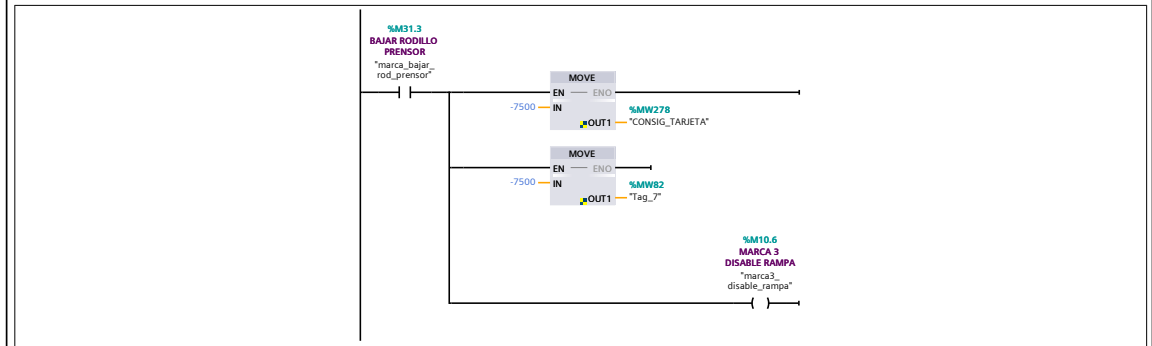 %M31.3
BAJAR RODILLO
PRENSOR
"marca_bajar_
rod_prensor"
MOVE
EN ENO
-7500 IN
%MW278
OUT1 "CONSIG_TARJETA"
MOVE
EN ENO
-7500 IN
%MW82
OUT1 "Tag_7"
%M10.6
MARCA 3
DISABLE RAMPA
"marca3_
disable_rampa"